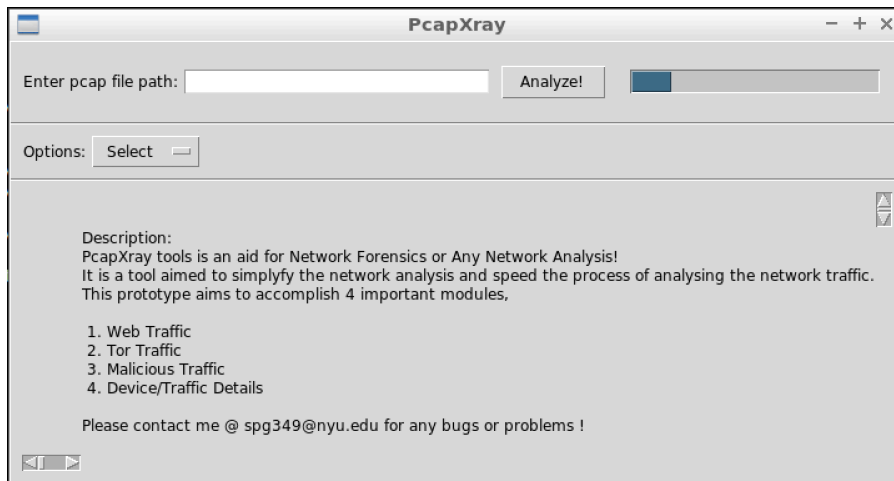 PcapXray
Enter pcap file path: Analyze!
Options: Select
Description:
PcapXray tools is an aid for Network Forensics or Any Network Analysis!
It is a tool aimed to simplyfy the network analysis and speed the process of analysing the network traffic.
This prototype aims to accomplish 4 important modules,
1. Web Traffic
2. Tor Traffic
3. Malicious Traffic
4. Device/Traffic Details
Please contact me @ spg349@nyu.edu for any bugs or problems !